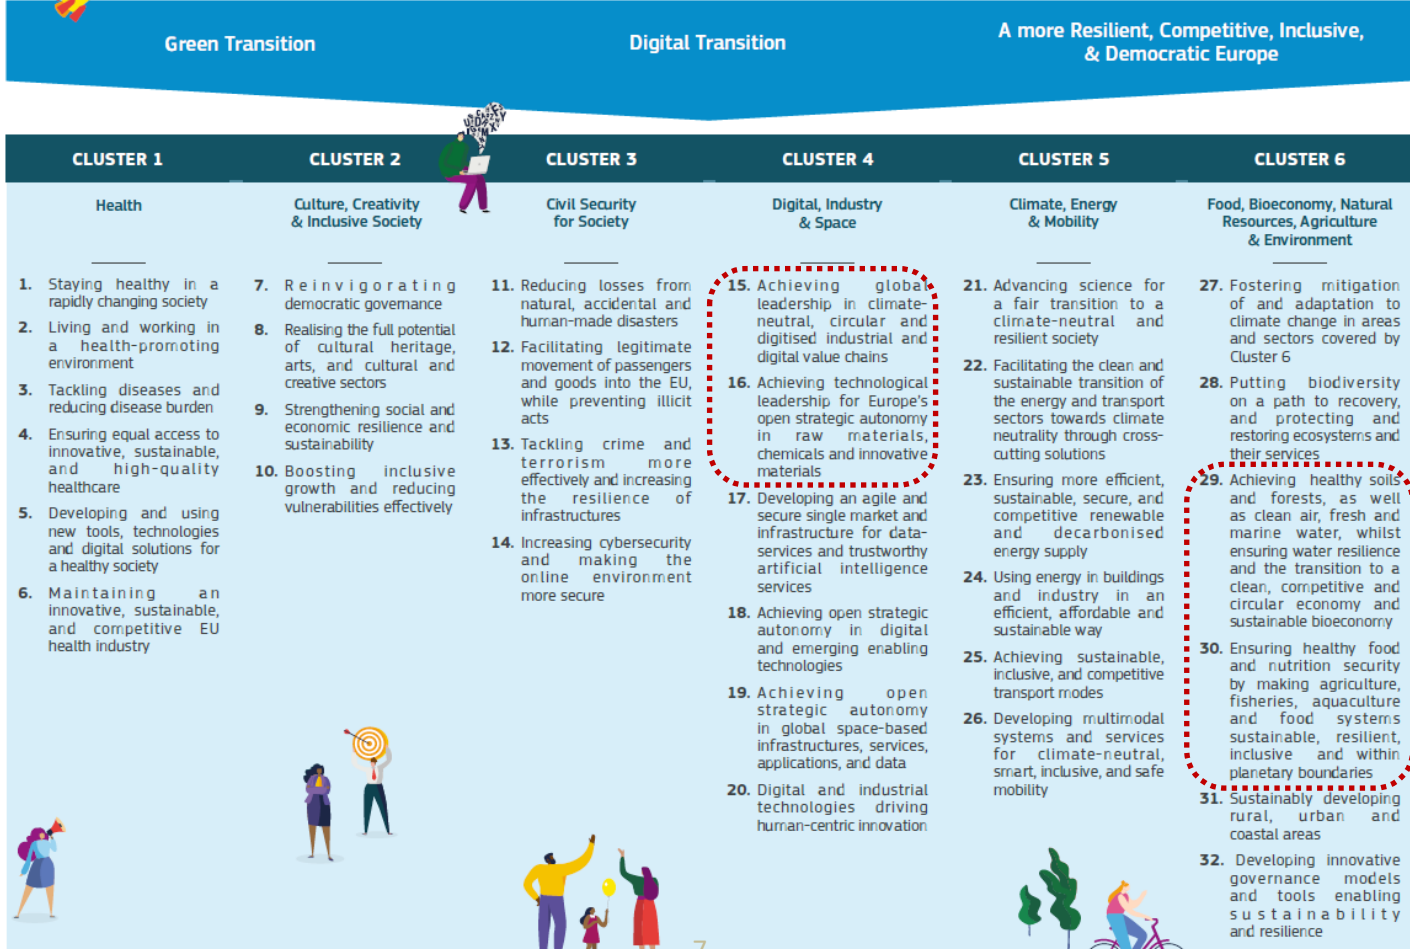 Green Transition
Digital Transition
A more Resilient, Competitive, Inclusive,
& Democratic Europe
CLUSTER 1
Health
1. Staying healthy in a
rapidly changing society
2. Living and working in
a health-promoting
environment
3. Tackling diseases and
reducing disease burden
4. Ensuring equal access to
innovative, sustainable,
and high-quality
healthcare
5. Developing and using
new tools, technologies
and digital solutions for
a healthy society
6. Maintaining an
innovative, sustainable,
and competitive EU
health industry
CLUSTER 2
Culture, Creativity
& Inclusive Society
7. Reinvigorating
democratic governance
8. Realising the full potential
of cultural heritage,
arts, and cultural and
creative sectors
9. Strengthening social and
economic resilience and
sustainability
10. Boosting inclusive
growth and reducing
vulnerabilities effectively
CLUSTER 3
Civil Security
for Society
11. Reducing losses from
natural, accidental and
human-made disasters
12. Facilitating legitimate
movement of passengers
and goods into the EU,
while preventing illicit
acts
13. Tackling crime and
terrorism more
effectively and increasing
the resilience of
infrastructures
14. Increasing cybersecurity
and making the
online environment
more secure
CLUSTER 4
Digital, Industry
& Space
15. Achieving global
leadership in climate-
neutral, circular and
digitised industrial and
digital value chains
16. Achieving technological
leadership for Europe's
open strategic autonomy
in raw materials,
chemicals and innovative
materials
17. Developing an agile and
secure single market and
infrastructure for data-
services and trustworthy
artificial intelligence
services
18. Achieving open strategic
autonomy in digital
and emerging enabling
technologies
19. Achieving open
strategic autonomy
in global space-based
infrastructures, services,
applications, and data
20. Digital and industrial
technologies driving
human-centric innovation
CLUSTER 5
Climate, Energy
& Mobility
21. Advancing science for
a fair transition to a
climate-neutral and
resilient society
22. Facilitating the clean and
sustainable transition of
the energy and transport
sectors towards climate
neutrality through cross-
cutting solutions
23. Ensuring more efficient,
sustainable, secure, and
competitive renewable
and decarbonised
energy supply
24. Using energy in buildings
and industry in an
efficient, affordable and
sustainable way
25. Achieving sustainable,
inclusive, and competitive
transport modes
26. Developing multimodal
systems and services
for climate-neutral,
smart, inclusive, and safe
mobility
CLUSTER 6
Food, Bioeconomy, Natural
Resources, Agriculture
& Environment
27. Fostering mitigation
of and adaptation to
climate change in areas
and sectors covered by
Cluster 6
28. Putting biodiversity
on a path to recovery,
and protecting and
restoring ecosystems and
their services
29. Achieving healthy soils
and forests, as well
as clean air, fresh and
marine water, whilst
ensuring water resilience
and the transition to a
clean, competitive and
circular economy and
sustainable bioeconomy
30. Ensuring healthy food
and nutrition security
by making agriculture,
fisheries, aquaculture
and food systems
sustainable, resilient,
inclusive and within
planetary boundaries
31. Sustainably developing
rural, urban and
coastal areas
32. Developing innovative
governance models
and tools enabling
sustainability
and resilience
7